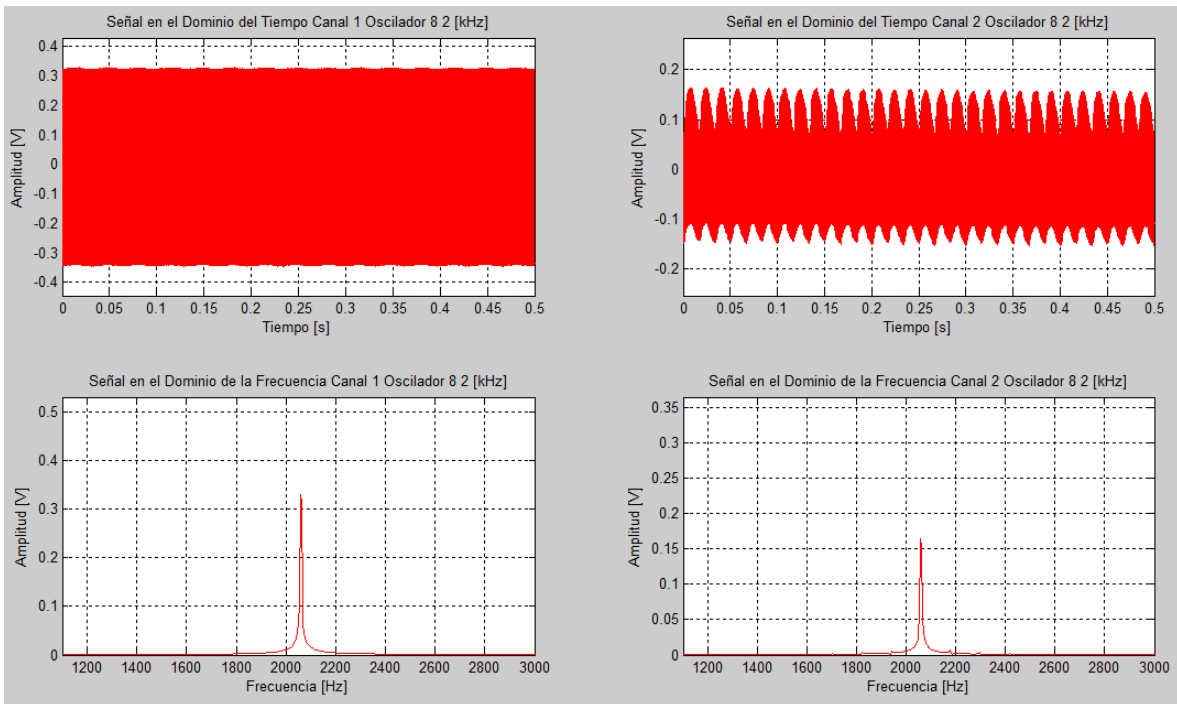 Señal en el Dominio del Tiempo Canal 1 Oscilador 8 2 [kHz]
0.4
0.3
0.2
0.1
0
-0.1
-0.2
-0.3
-0.4
Amplitud [V]
0 0.05 0.1 0.15 0.2 0.25 0.3 0.35 0.4 0.45 0.5
Tiempo [s]
Señal en el Dominio del Tiempo Canal 2 Oscilador 8 2 [kHz]
0.2
0.1
0
-0.1
-0.2
Amplitud [V]
0 0.05 0.1 0.15 0.2 0.25 0.3 0.35 0.4 0.45 0.5
Tiempo [s]
Señal en el Dominio de la Frecuencia Canal 1 Oscilador 8 2 [kHz]
0.5
0.4
0.3
0.2
0.1
0
Amplitud [V]
1200 1400 1600 1800 2000 2200 2400 2600 2800 3000
Frecuencia [Hz]
Señal en el Dominio de la Frecuencia Canal 2 Oscilador 8 2 [kHz]
0.35
0.3
0.25
0.2
0.15
0.1
0.05
0
Amplitud [V]
1200 1400 1600 1800 2000 2200 2400 2600 2800 3000
Frecuencia [Hz]